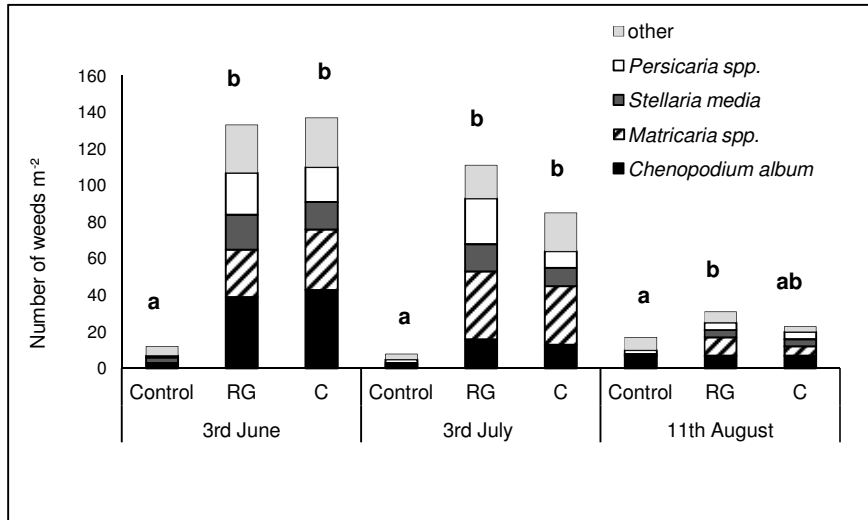 other
Persicaria spp.
Stellaria media
Matricaria spp.
Chenopodium album
Number of weeds m-2
160
140
120
100
80
60
40
20
0
a
b
b
a
b
b
a
b
ab
Control RG C Control RG C Control RG C
3rd June 3rd July 11th August